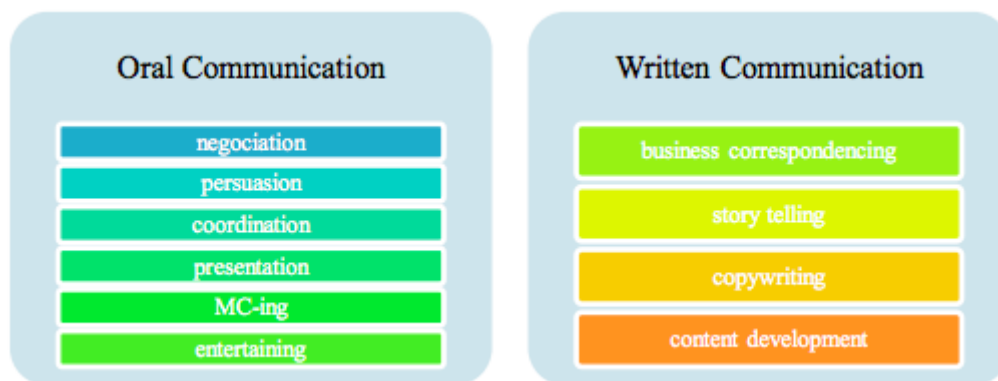 Oral Communication
negociation
persuasion
coordination
presentation
MC-ing
entertaining
Written Communication
business correspondencing
story telling
copywriting
content development